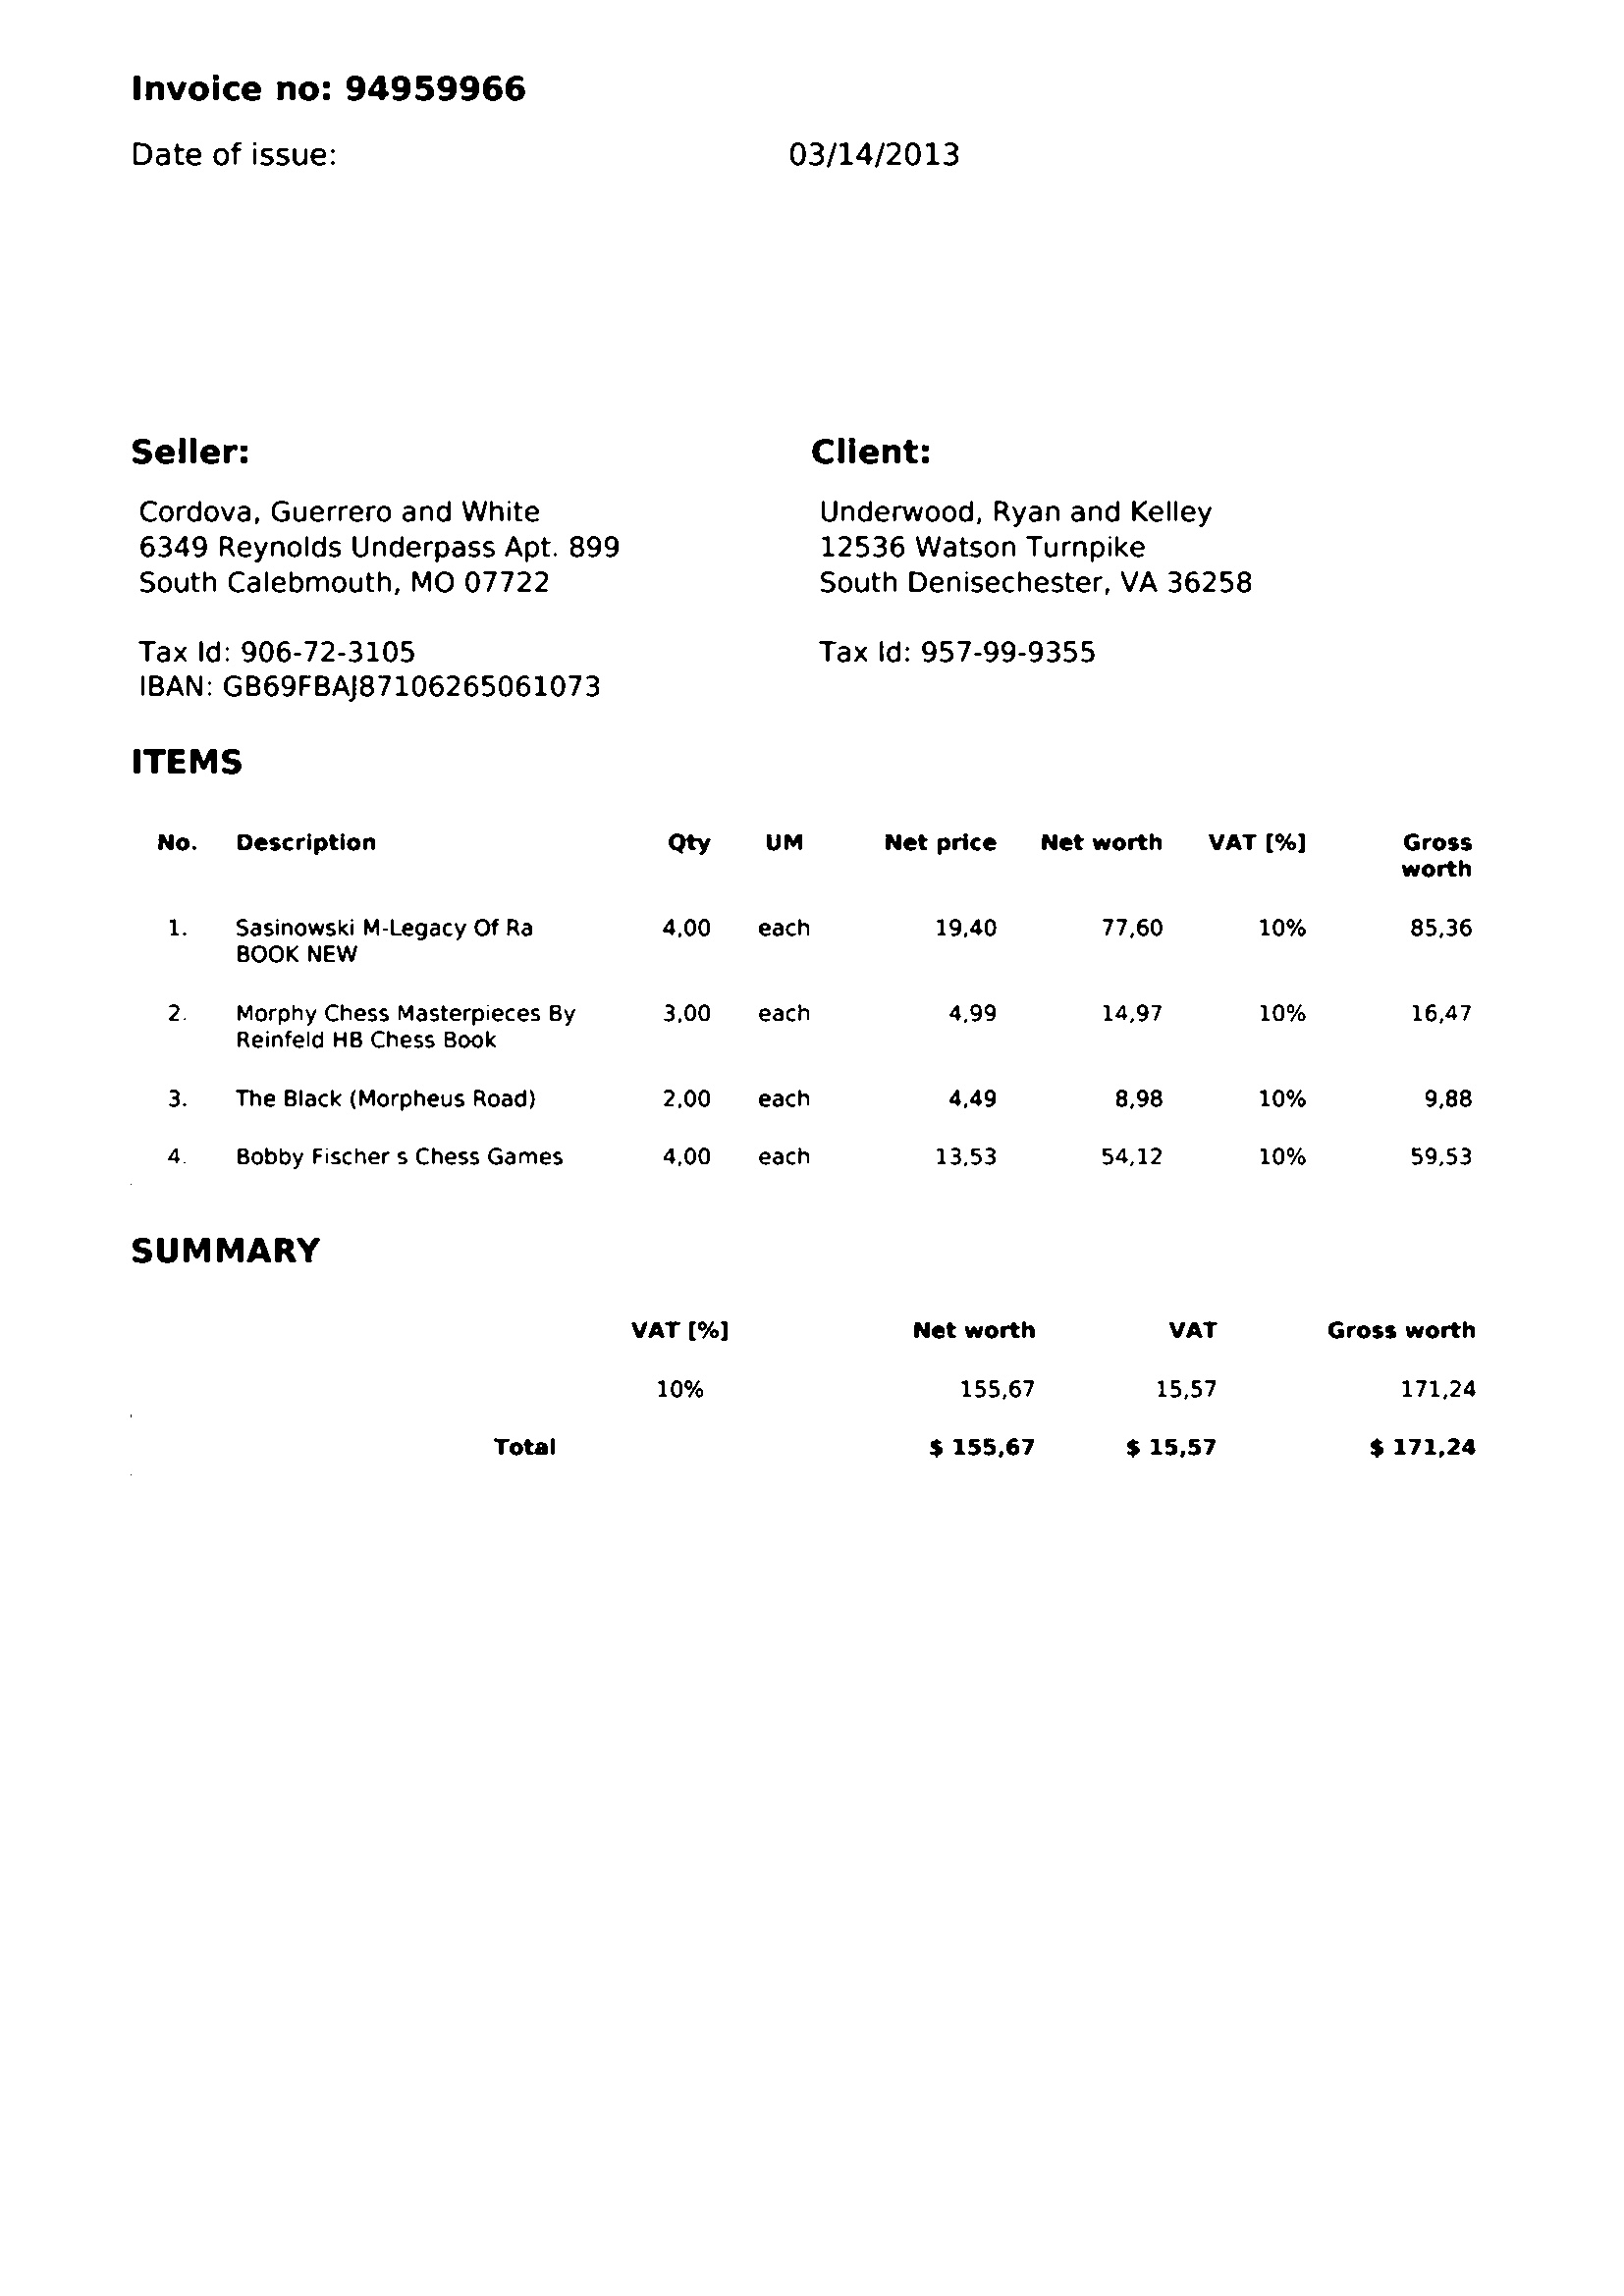 Invoice no: 94959966
Date of issue: 03/14/2013
Seller:
Cordova, Guerrero and White
6349 Reynolds Underpass Apt. 899
South Calebmouth, MO 07722
Tax Id: 906-72-3105
IBAN: GB69FBAJ87106265061073
Client:
Underwood, Ryan and Kelley
12536 Watson Turnpike
South Denisechester, VA 36258
Tax Id: 957-99-9355
ITEMS
No. Description Qty UM Net price Net worth VAT [%] Gross
worth
1. Sasinowski M-Legacy Of Ra 4,00 each 19,40 77,60 10% 85,36
BOOK NEW
2. Morphy Chess Masterpieces By 3,00 each 4,99 14,97 10% 16,47
Reinfeld HB Chess Book
3. The Black (Morpheus Road) 2,00 each 4,49 8,98 10% 9,88
4. Bobby Fischer s Chess Games 4,00 each 13,53 54,12 10% 59,53
SUMMARY
VAT [%] Net worth VAT Gross worth
10% 155,67 15,57 171,24
Total $ 155,67 $ 15,57 $ 171,24